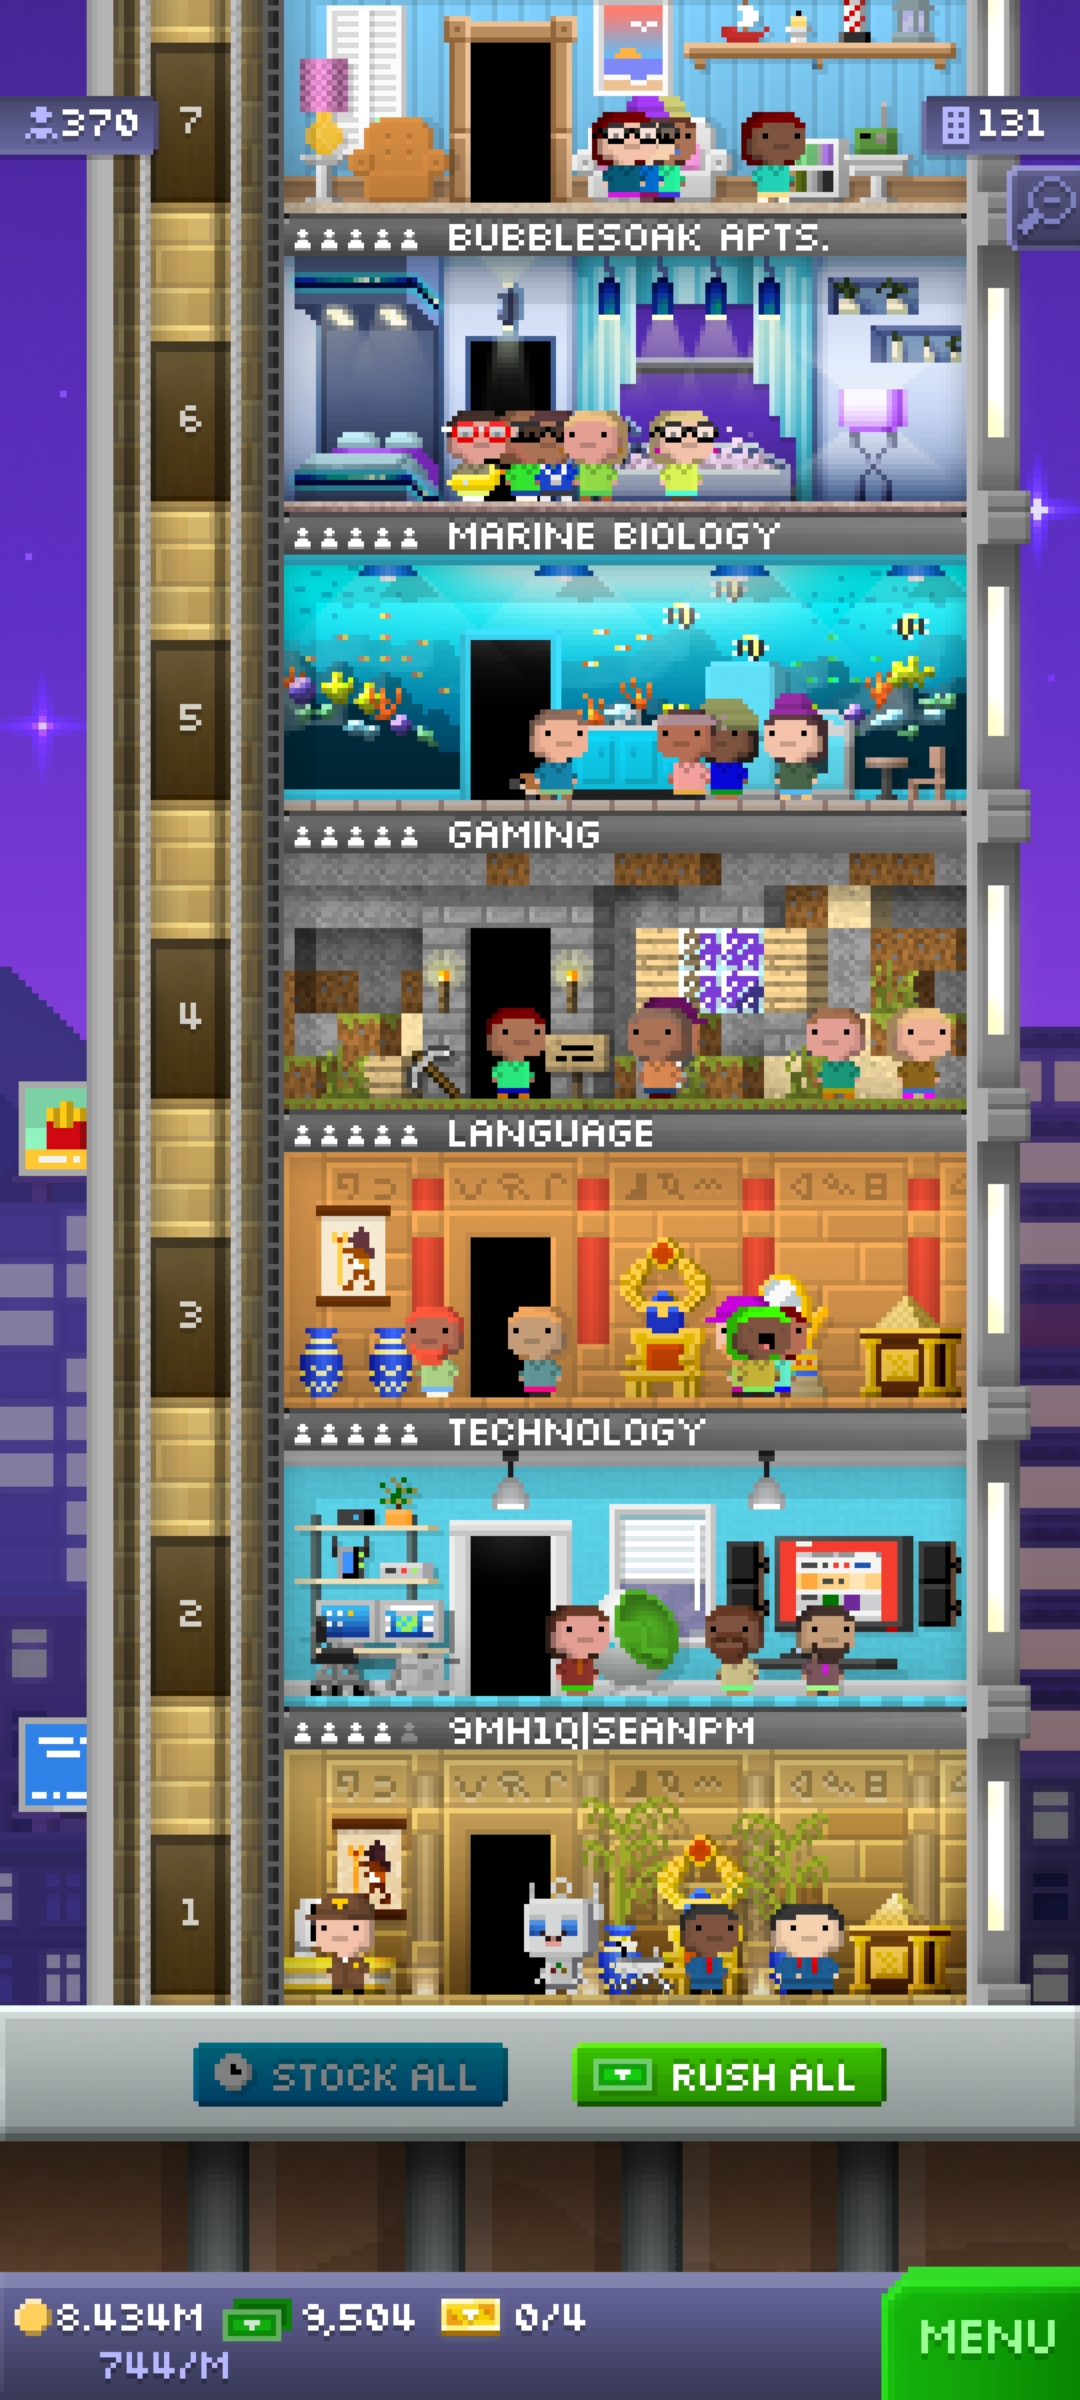 370
7
131
BUBBLESOAK APTS.
6
MARINE BIOLOGY
5
GAMING
4
LANGUAGE
3
TECHNOLOGY
2
9MH1Q|SEANPM
1
STOCK ALL
RUSH ALL
8.434M
9,504
0/4
744/M
MENU